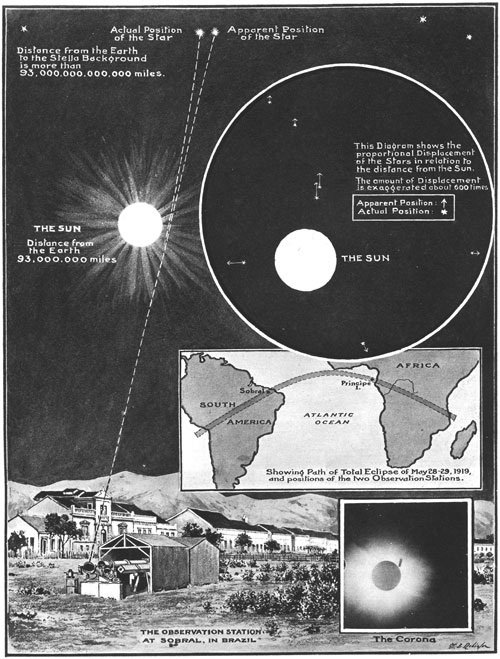 Actual Position
of the Star
Apparent Position
of the Star
Distance from the Earth
to the Stella Background
is more than
93,000,000,000,000 miles.
This Diagram shows the
proportional Displacement
of the Stars in relation to
the distance from the Sun.
The amount of Displacement
is exaggerated about 600 times
Apparent Position :
Actual Position :
THE SUN
Distance from
the Earth
93,000,000 miles
THE SUN
AFRICA
Sobral
Principe
I.
SOUTH
AMERICA
ATLANTIC
OCEAN
Showing Path of Total Eclipse of May 28-29, 1919,
and positions of the two Observation Stations.
THE OBSERVATION STATION
AT SOBRAL, IN BRAZIL
The Corona